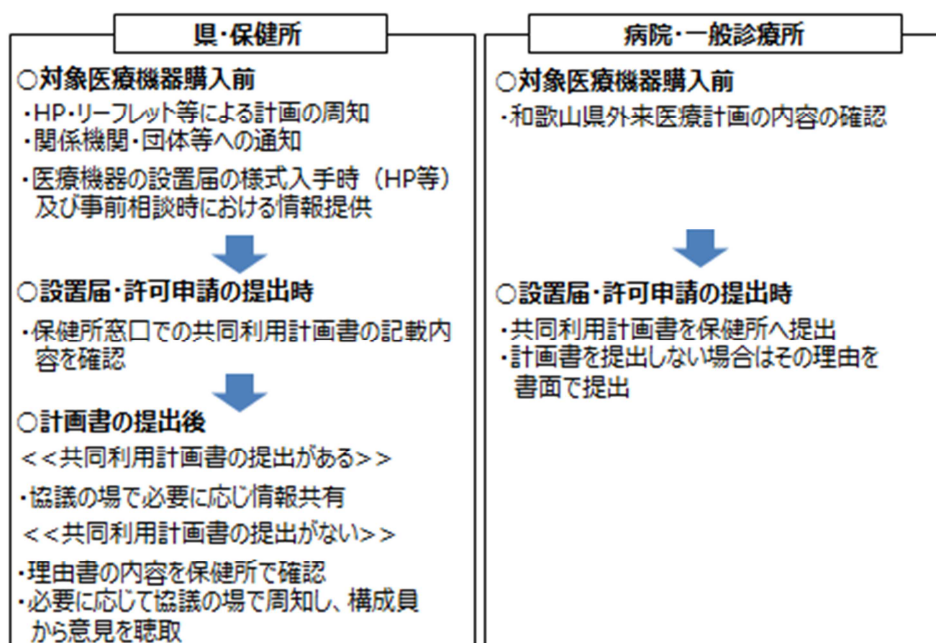 県・保健所
○対象医療機器購入前
・HP・リーフレット等による計画の周知
・関係機関・団体等への通知
・医療機器の設置届の様式入手時（HP等）
及び事前相談時における情報提供
○設置届・許可申請の提出時
・保健所窓口での共同利用計画書の記載内
容を確認
○計画書の提出後
<<共同利用計画書の提出がある>>
・協議の場で必要に応じ情報共有
<<共同利用計画書の提出がない>>
・理由書の内容を保健所で確認
・必要に応じて協議の場で周知し、構成員
から意見を聴取
病院・一般診療所
○対象医療機器購入前
・和歌山県外来医療計画の内容の確認
○設置届・許可申請の提出時
・共同利用計画書を保健所へ提出
・計画書を提出しない場合はその理由を
書面で提出